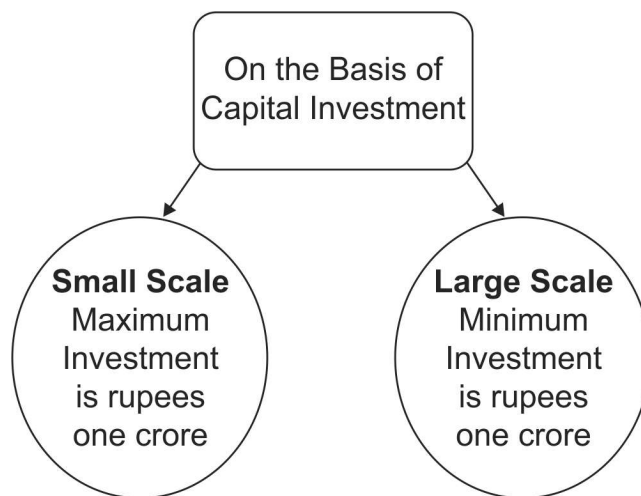 On the Basis of
Capital Investment
Small Scale
Maximum
Investment
is rupees
one crore
Large Scale
Minimum
Investment
is rupees
one crore